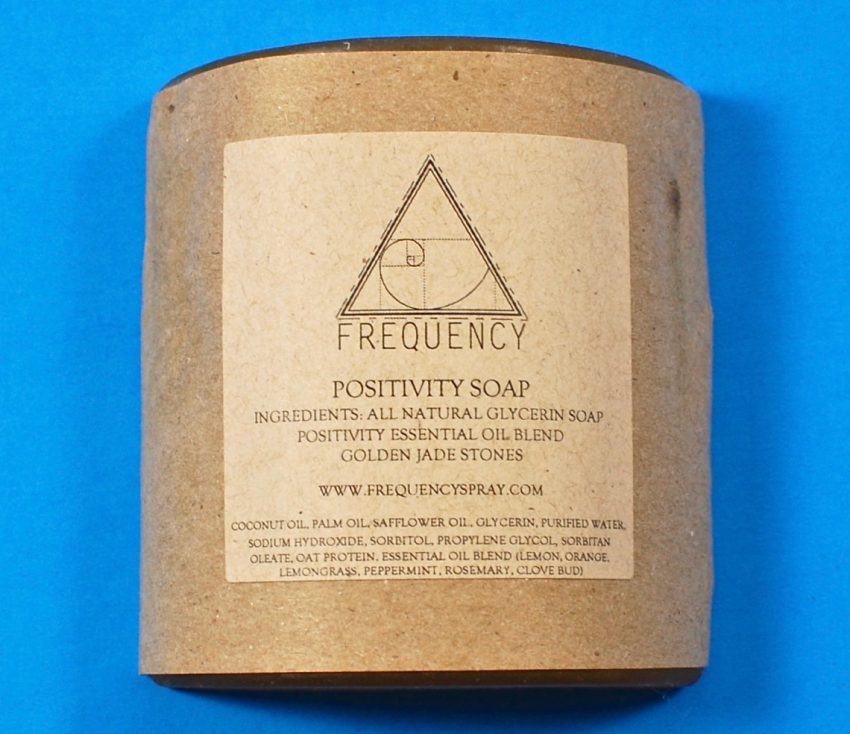 FREQUENCY
POSITIVITY SOAP
INGREDIENTS: ALL NATURAL GLYCERIN SOAP
POSITIVITY ESSENTIAL OIL BLEND
GOLDEN JADE STONES
WWW.FREQUENCYSPRAY.COM
COCONUT OIL, PALM OIL, SAFFLOWER OIL, GLYCERIN, PURIFIED WATER,
SODIUM HYDROXIDE, SORBITOL, PROPYLENE GLYCOL, SORBITAN
OLEATE, OAT PROTEIN, ESSENTIAL OIL BLEND (LEMON, ORANGE,
LEMONGRASS, PEPPERMINT, ROSEMARY, CLOVE BUD)